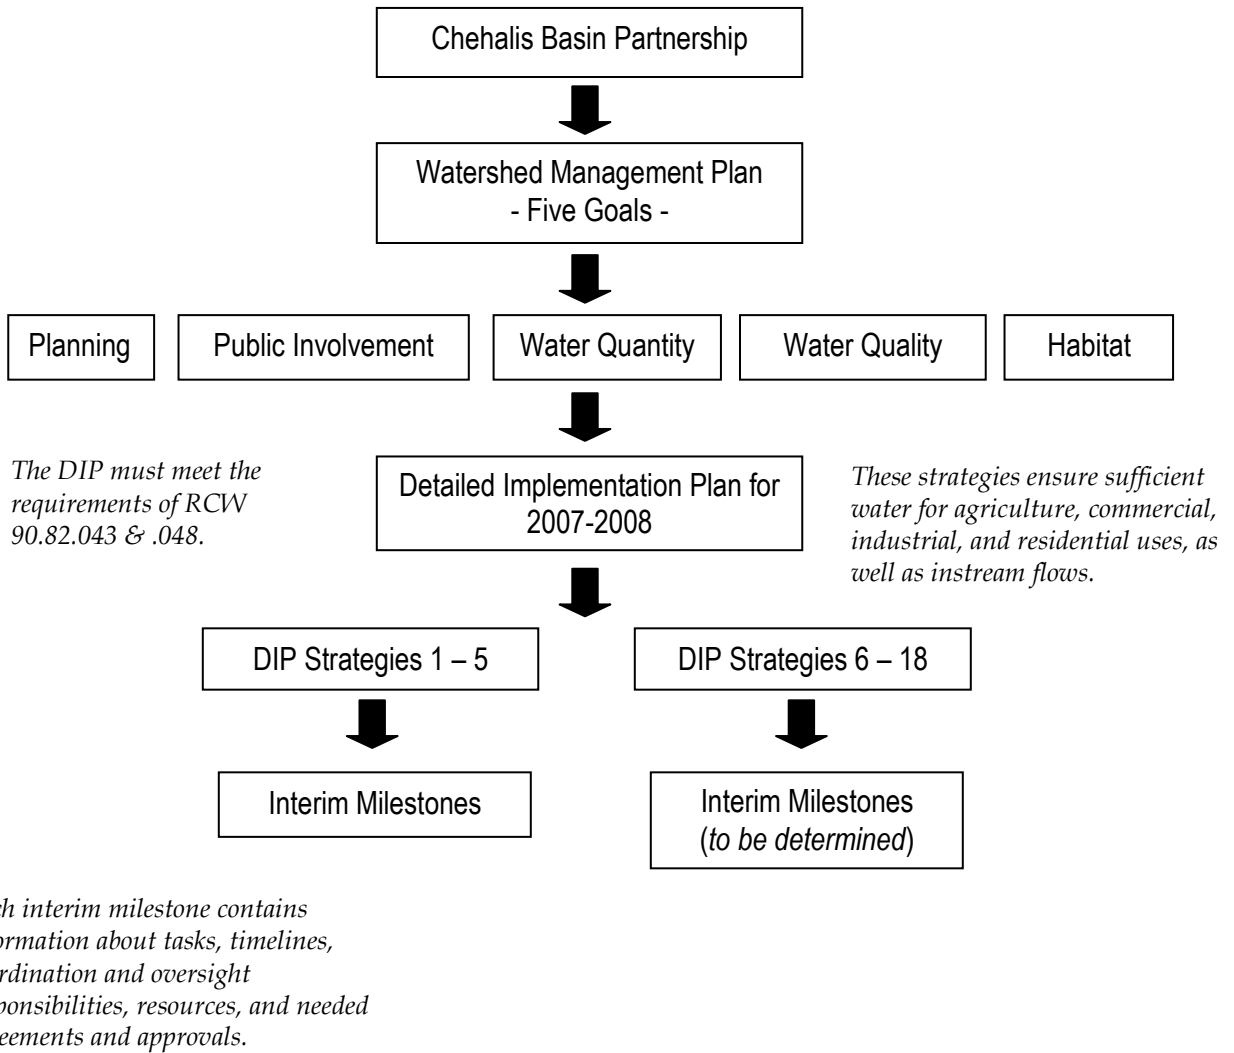 Chehalis Basin Partnership
Watershed Management Plan
- Five Goals -
Planning
Public Involvement
Water Quantity
Water Quality
Habitat
The DIP must meet the
requirements of RCW
90.82.043 & .048.
Detailed Implementation Plan for
2007-2008
These strategies ensure sufficient
water for agriculture, commercial,
industrial, and residential uses, as
well as instream flows.
DIP Strategies 1 – 5
DIP Strategies 6 – 18
Interim Milestones
Interim Milestones
(to be determined)
interim milestone contains
about tasks, timelines,
and oversight
resources, and needed
and approvals.